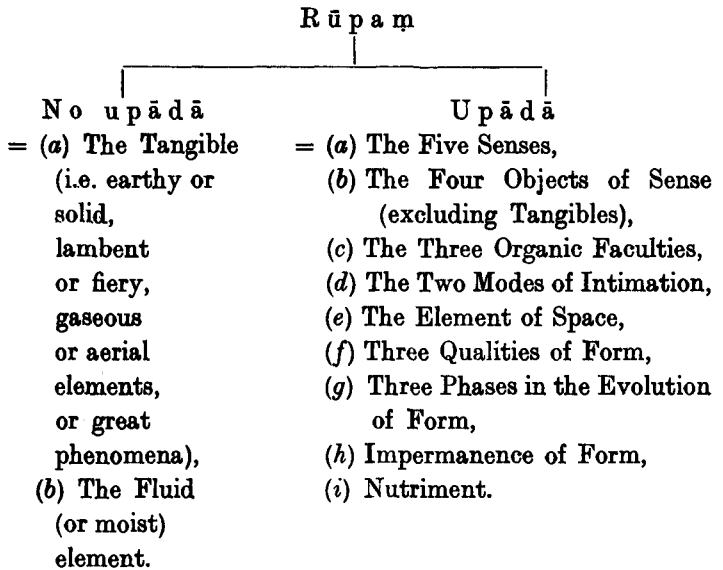 Rūpaṃ
No upādā
= (a) The Tangible
(i.e. earthy or
solid,
lambent
or fiery,
gaseous
or aerial
elements,
or great
phenomena),
(b) The Fluid
(or moist)
element.
Upādā
= (a) The Five Senses,
(b) The Four Objects of Sense
(excluding Tangibles),
(c) The Three Organic Faculties,
(d) The Two Modes of Intimation,
(e) The Element of Space,
(f) Three Qualities of Form,
(g) Three Phases in the Evolution
of Form,
(h) Impermanence of Form,
(i) Nutriment.